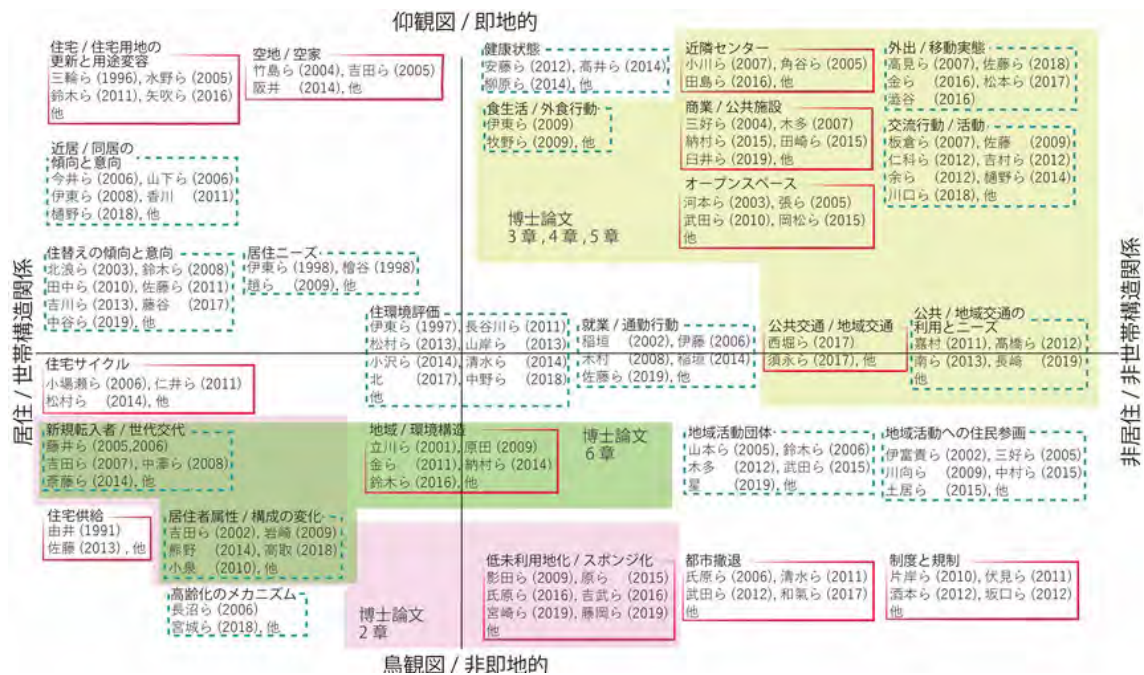 仰観図 / 即地的
住宅 / 住宅用地の
更新と用途変容
三輪ら (1996), 水野ら (2005)
鈴木ら (2011), 矢吹ら (2016)
他
空地 / 空家
竹島ら (2004), 吉田ら (2005)
阪井 (2014), 他
健康状態
安藤ら (2012), 高井ら (2014)
柳原ら (2014), 他
近隣センター
小川ら (2007), 角谷ら (2005)
田島ら (2016), 他
外出 / 移動実態
高見ら (2007), 佐藤ら (2018)
金ら (2016), 松本ら (2017)
澁谷 (2016)
食生活 / 外食行動
伊東ら (2009)
牧野ら (2009), 他
商業 / 公共施設
三好ら (2004), 木多 (2007)
納村ら (2015), 田崎ら (2015)
臼井ら (2019), 他
交流行動 / 活動
板倉ら (2007), 佐藤 (2009)
仁科ら (2012), 吉村ら (2012)
余ら (2012), 樋野ら (2014)
川口ら (2018), 他
近居 / 同居の
傾向と意向
今井ら (2006), 山下ら (2006)
伊東ら (2008), 香川 (2011)
樋野ら (2018), 他
オープンスペース
河本ら (2003), 張ら (2005)
武田ら (2010), 岡松ら (2015)
他
博士論文
3 章 , 4 章 , 5 章
住替えの傾向と意向
北浪ら (2003), 鈴木ら (2008)
田中ら (2010), 佐藤ら (2011)
吉川ら (2013), 藤谷 (2017)
中谷ら (2019), 他
居住ニーズ
伊東ら (1998), 檜谷 (1998)
趙ら (2009), 他
住環境評価
伊東ら (1997), 長谷川ら (2011)
松村ら (2013), 山岸ら (2013)
小沢ら (2014), 清水ら (2014)
北 (2017), 中野ら (2018)
他
就業 / 通勤行動
稲垣 (2002), 伊藤 (2006)
木村 (2008), 稲垣 (2014)
佐藤ら (2019), 他
公共交通 / 地域交通
西堀ら (2017)
須永ら (2017), 他
公共 / 地域交通の
利用とニーズ
嘉村 (2011), 髙橋ら (2012)
南ら (2013), 長﨑 (2019)
他
居住 / 世帯構造関係
非居住 / 世帯構造関係
住宅サイクル
小場瀬ら (2006), 仁井ら (2011)
松村ら (2014), 他
新規転入者 / 世代交代
藤井ら (2005,2006)
吉田ら (2007), 中澤ら (2008)
斎藤ら (2014), 他
地域 / 環境構造
立川ら (2001), 原田 (2009)
金ら (2011), 納村ら (2014)
鈴木ら (2016), 他
博士論文
6 章
地域活動団体
山本ら (2005), 鈴木ら (2006)
木多 (2012), 武田ら (2015)
星 (2019), 他
地域活動への住民参画
伊富貴ら (2002), 三好ら (2005)
川向ら (2009), 中村ら (2015)
土居ら (2015), 他
住宅供給
由井 (1991)
佐藤 (2013) , 他
居住者属性 / 構成の変化
吉田ら (2002), 岩崎 (2009)
熊野 (2014), 高取 (2018)
小泉 (2010), 他
高齢化のメカニズム
長沼ら (2006)
宮城ら (2018), 他
博士論文
2 章
低未利用地化 / スポンジ化
影田ら (2009), 原ら (2015)
氏原ら (2016), 吉武ら (2016)
宮崎ら (2019), 藤岡ら (2019)
他
都市撤退
氏原ら (2006), 清水ら (2011)
武田ら (2012), 和氣ら (2017)
他
制度と規制
片岸ら (2010), 伏見ら (2011)
酒本ら (2012), 坂口ら (2012)
他
鳥観図 / 非即地的